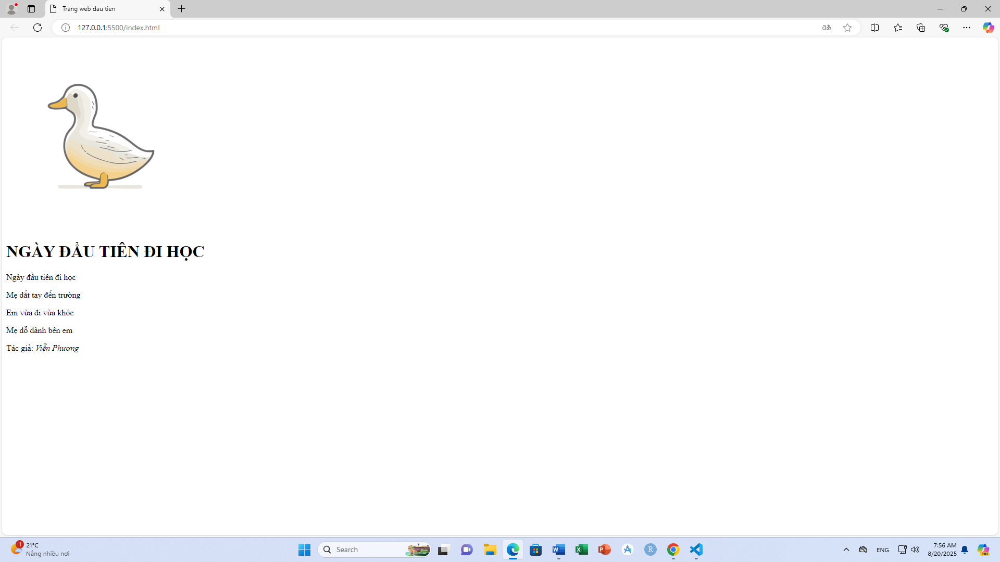 Trang web dau tien
127.0.0.1:5500/index.html
NGÀY ĐẦU TIÊN ĐI HỌC
Ngày đầu tiên đi học
Mẹ dắt tay đến trường
Em vừa đi vừa khóc
Mẹ dỗ dành bên em
Tác giả: Viễn Phương
1
21°C
Nắng nhiều nơi
Search
ENG
7:56 AM
8/20/2025
PRE